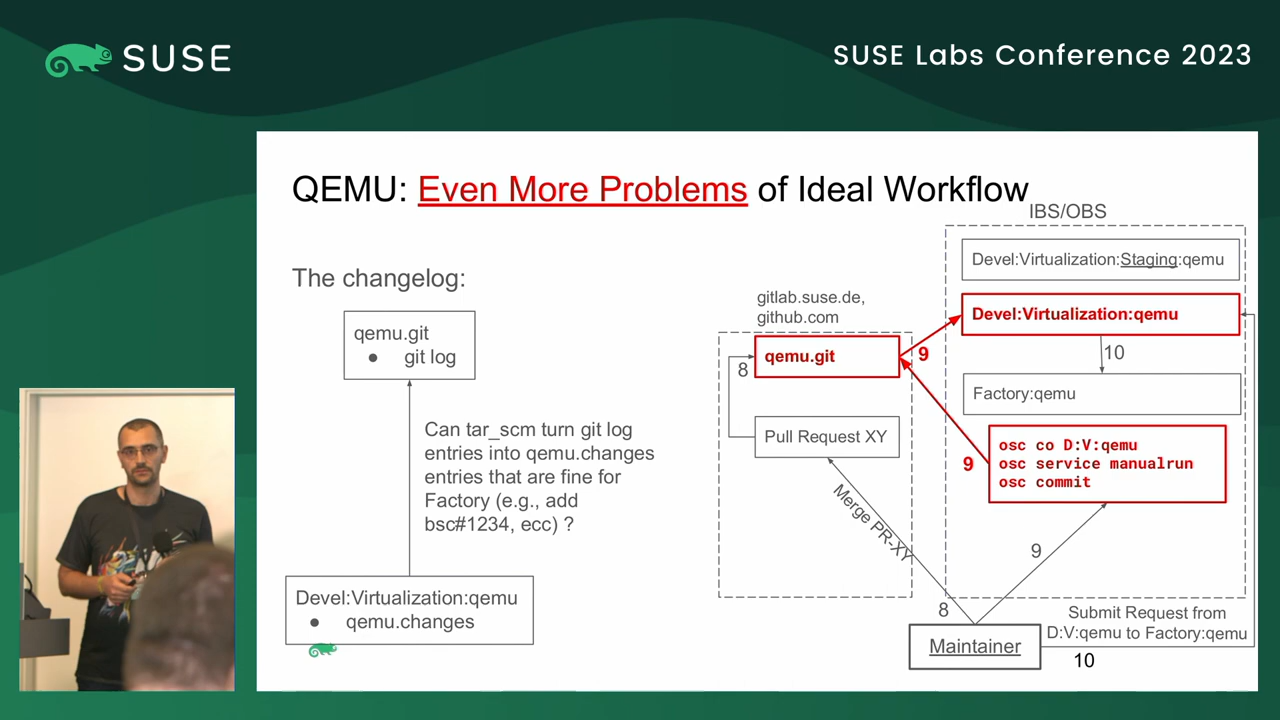 SUSE
SUSE Labs Conference 2023
QEMU: Even More Problems of Ideal Workflow
The changelog:
qemu.git
● git log
Can tar_scm turn git log
entries into qemu.changes
entries that are fine for
Factory (e.g., add
bsc#1234, ecc) ?
Devel:Virtualization:qemu
● qemu.changes
IBS/OBS
Devel:Virtualization:Staging:qemu
gitlab.suse.de,
github.com
Devel:Virtualization:qemu
qemu.git
9
8
10
Factory:qemu
Pull Request XY
osc co D:V:qemu
osc service manualrun
osc commit
9
Merge PR-XY
9
8
Submit Request from
D:V:qemu to Factory:qemu
Maintainer
10